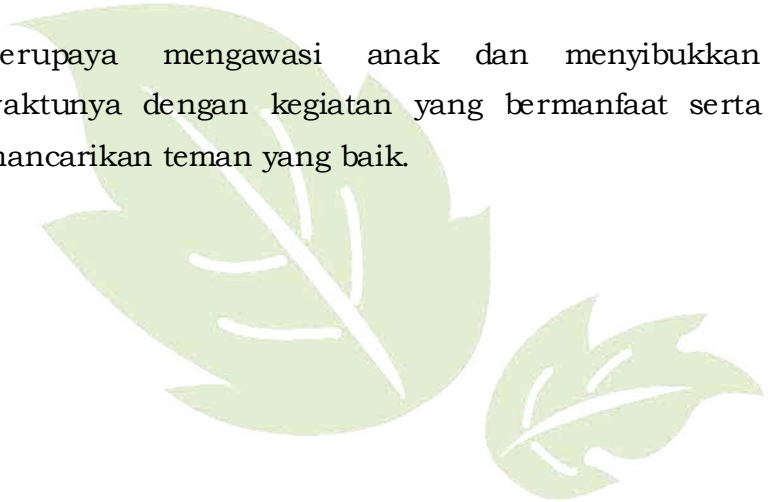 erupaya mengawasi anak dan menyibukkan
aktunya dengan kegiatan yang bermanfaat serta
ancarikan teman yang baik.